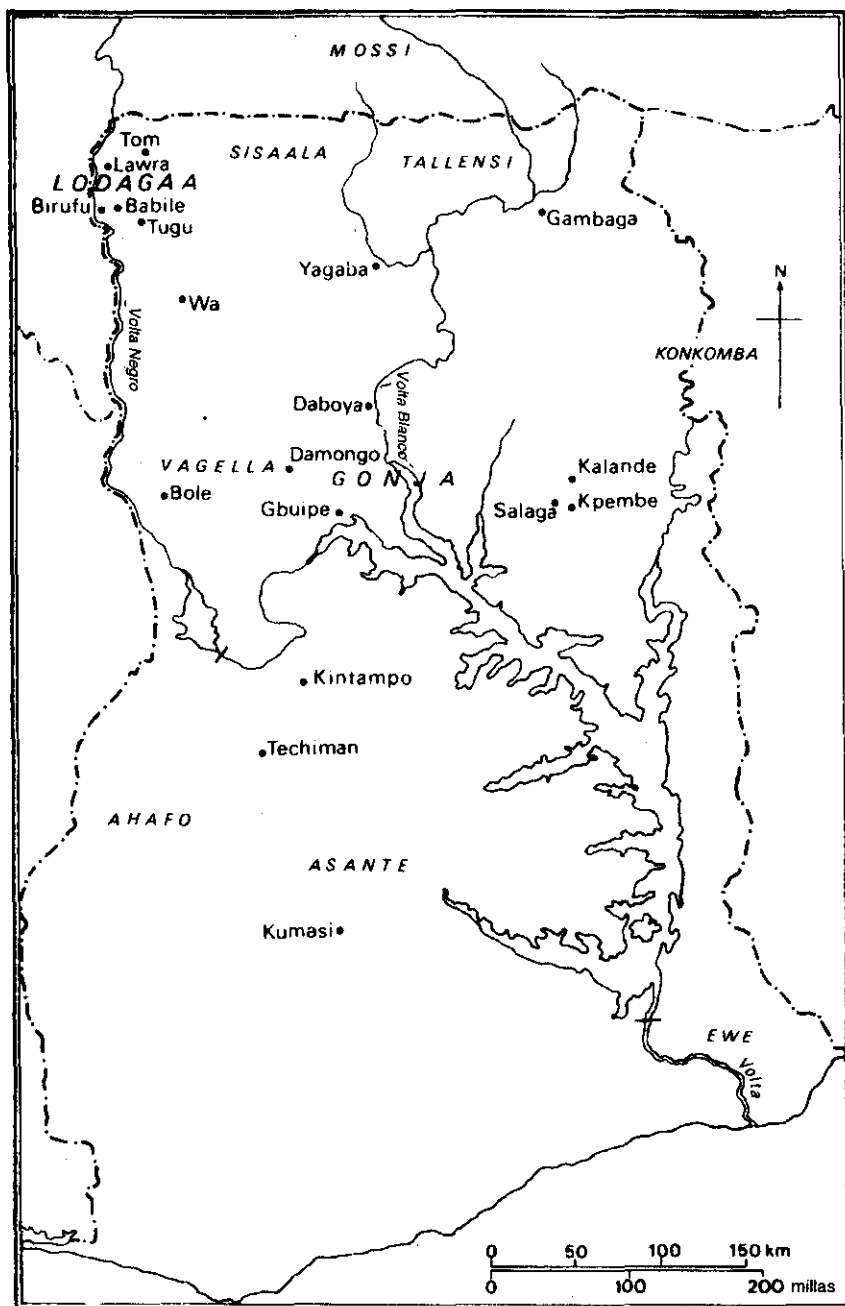 MOSSI
Tom
SISAALA
Lawra
TALLENSI
LODAGAA
Birufu
Babile
Gambaga
Tugu
Yagaba
N
Wa
Volta Negro
KONKOMBA
Volta Blanco
Daboya
Damongo
VAGELLA
GONJA
Kalande
Bole
Salaga
Kpembe
Gbuipe
Kintampo
Techiman
AHAFO
ASANTE
Kumasi
EWE
Volta
0 50 100 150 km
0 100 200 millas